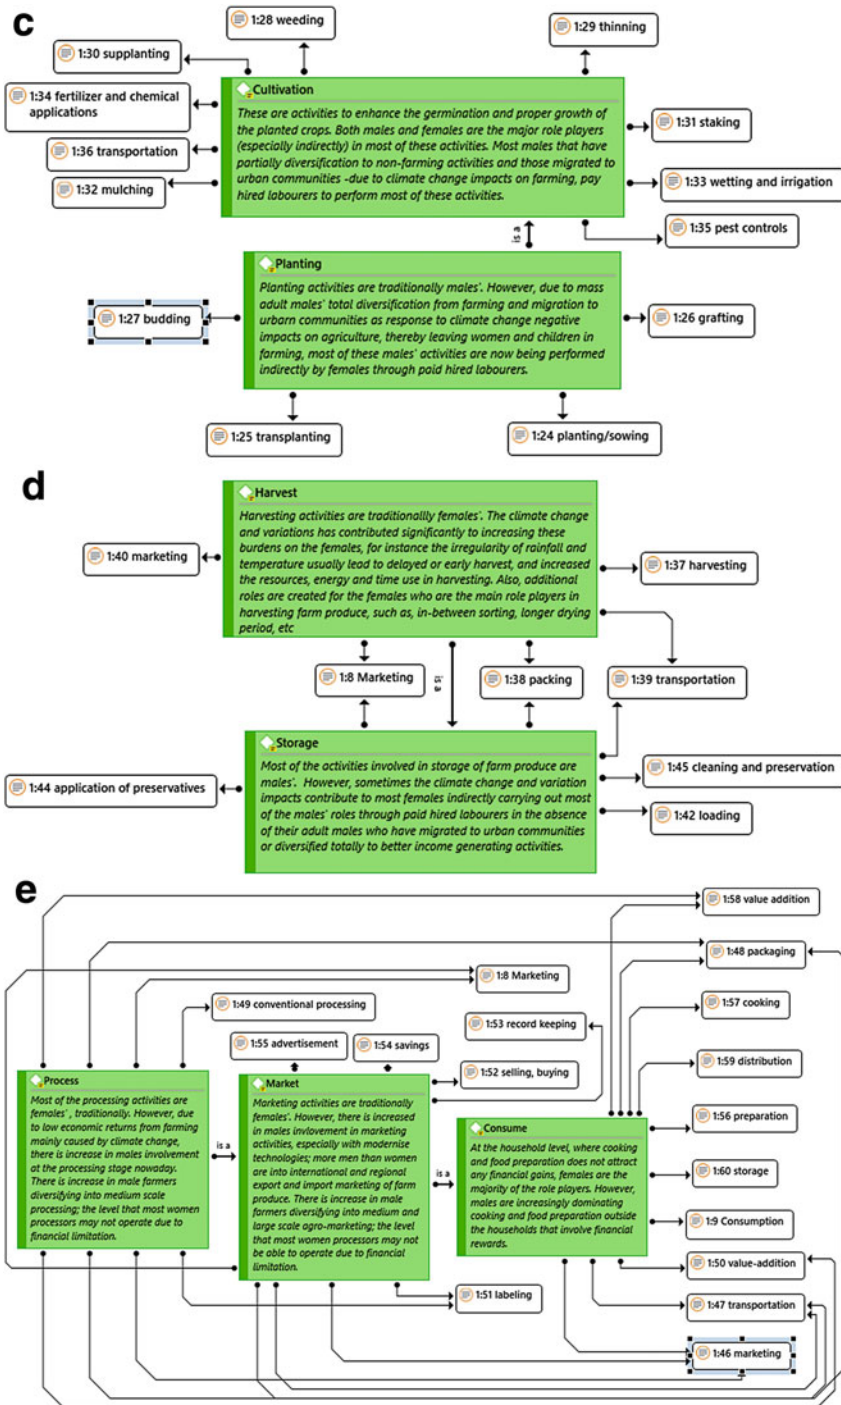 c
1:28 weeding
1:29 thinning
1:30 supplanting
1:34 fertilizer and chemical
applications
1:36 transportation
1:32 mulching
Cultivation
These are activities to enhance the germination and proper growth of
the planted crops. Both males and females are the major role players
(especially indirectly) in most of these activities. Most males that have
partially diversification to non-farming activities and those migrated to
urban communities -due to climate change impacts on farming, pay
hired labourers to perform most of these activities.
1:31 staking
1:33 wetting and irrigation
1:35 pest controls
is a
Planting
Planting activities are traditionally males'. However, due to mass
adult males' total diversification from farming and migration to
urbarn communities as response to climate change negative
impacts on agriculture, thereby leaving women and children in
farming, most of these males' activities are now being performed
indirectly by females through paid hired labourers.
1:27 budding
1:26 grafting
1:25 transplanting
1:24 planting/sowing
d
Harvest
Harvesting activities are traditionallly females'. The climate change
and variations has contributed significantly to increasing these
burdens on the females, for instance the irregularity of rainfall and
temperature usually lead to delayed or early harvest, and increased
the resources, energy and time use in harvesting. Also, additional
roles are created for the females who are the main role players in
harvesting farm produce, such as, in-between sorting, longer drying
period, etc
1:40 marketing
1:37 harvesting
1:8 Marketing
is a
1:38 packing
1:39 transportation
Storage
Most of the activities involved in storage of farm produce are
males'. However, sometimes the climate change and variation
impacts contribute to most females indirectly carrying out most
of the males' roles through paid hired labourers in the absence
of their adult males who have migrated to urban communities
or diversified totally to better income generating activities.
1:44 application of preservatives
1:45 cleaning and preservation
1:42 loading
e
1:58 value addition
1:48 packaging
1:8 Marketing
1:49 conventional processing
1:57 cooking
1:53 record keeping
1:55 advertisement
1:54 savings
1:59 distribution
1:52 selling, buying
Process
Most of the processing activities are
females' , traditionally. However, due
to low economic returns from farming
mainly caused by climate change,
there is increase in males involvement
at the processing stage nowaday.
There is increase in male farmers
diversifying into medium scale
processing; the level that most women
processors may not operate due to
financial limitation.
is a
Market
Marketing activities are traditionally
females'. However, there is increased
in males invlovement in marketing
activities, especially with modernise
technologies; more men than women
are into international and regional
export and import marketing of farm
produce. There is increase in male
farmers diversifying into medium and
large scale agro-marketing; the level
that most women processors may not
be able to operate due to financial
limitation.
is a
Consume
At the household level, where cooking
and food preparation does not attract
any financial gains, females are the
majority of the role players. However,
males are increasingly dominating
cooking and food preparation outside
the households that involve financial
rewards.
1:56 preparation
1:60 storage
1:9 Consumption
1:50 value-addition
1:51 labeling
1:47 transportation
1:46 marketing